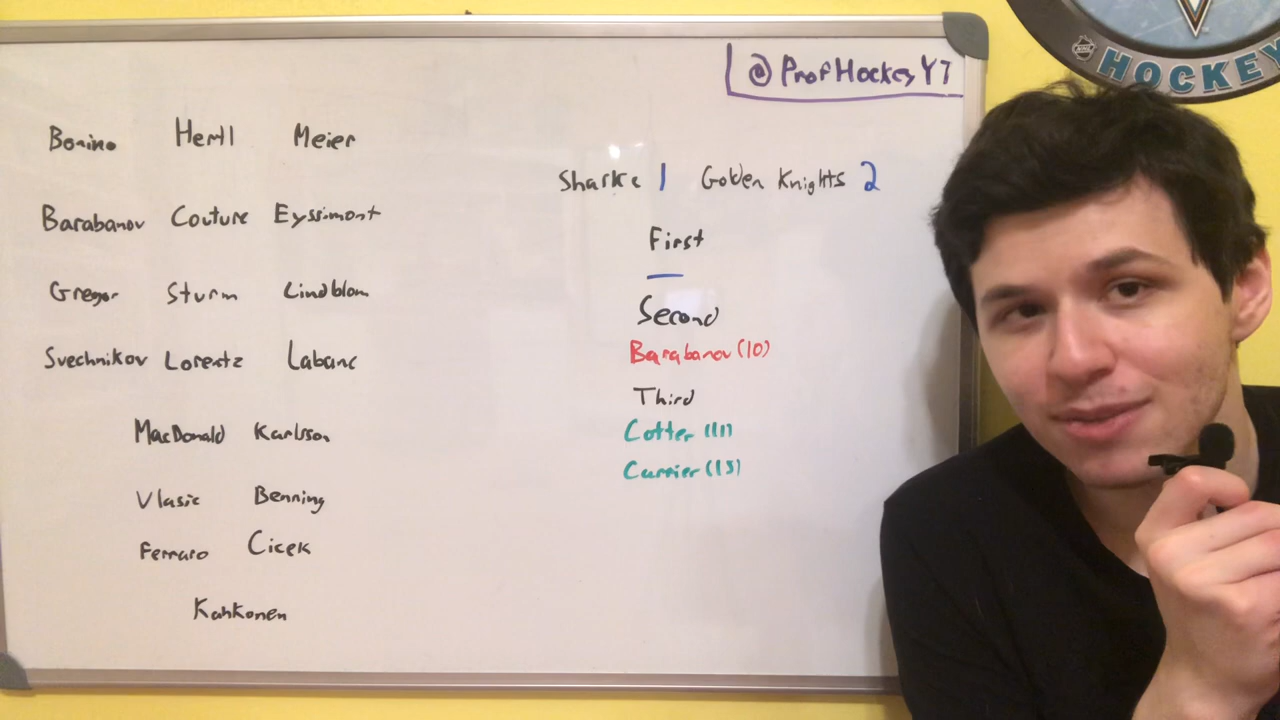 @ProfHockeyYT
NHL
HOCKEY
Bonino Hertl Meier
Barabanov Couture Eyssimont
Gregor Sturm Lindblom
Svechnikov Lorentz Labanc
MacDonald Karlsson
Vlasic Benning
Ferraro Cicek
Kahkonen
Sharks 1 Golden Knights 2
First
—
Second
Barabanov (10)
Third
Cotter (11)
Carrier (13)